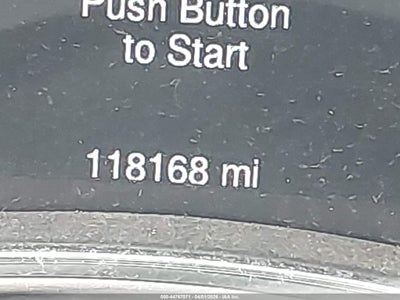 Push Button
to Start
118168 mi